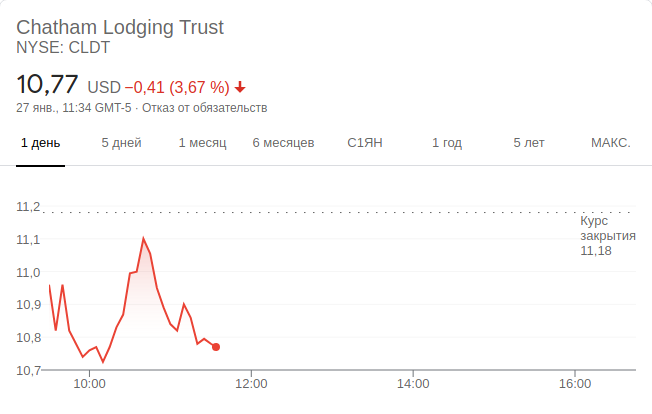 Chatham Lodging Trust
NYSE: CLDT
10,77 USD −0,41 (3,67 %)
27 янв., 11:34 GMT-5 · Отказ от обязательств
1 день 5 дней 1 месяц 6 месяцев С1ЯН 1 год 5 лет МАКС.
11,2
Курс
закрытия
11,18
11,1
11,0
10,9
10,8
10,7
10:00 12:00 14:00 16:00